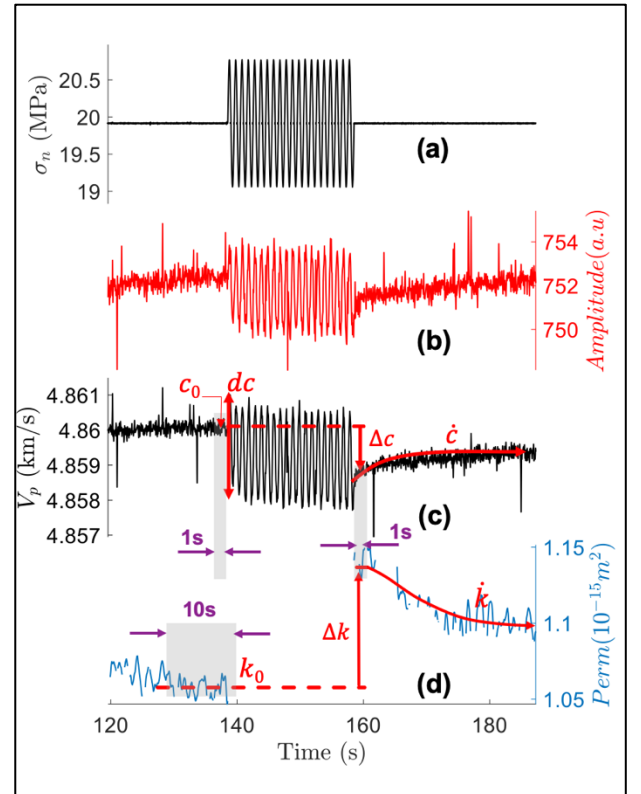 20.5
20
19.5
19
σₙ (MPa)
(a)
754
752
750
Amplitude(a.u)
(b)
c₀
dc
4.861
4.86
4.859
4.858
4.857
Vₚ (km/s)
Δc
ċ
(c)
1s
1s
10s
k₀
Δk
k̇
1.15
1.1
1.05
Perm(10⁻¹⁵m²)
(d)
120 140 160 180
Time (s)